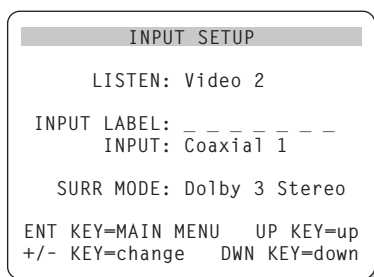 INPUT SETUP
LISTEN: Video 2
INPUT LABEL: _ _ _ _ _ _ _
INPUT: Coaxial 1
SURR MODE: Dolby 3 Stereo
ENT KEY=MAIN MENU UP KEY=up
+/- KEY=change DWN KEY=down